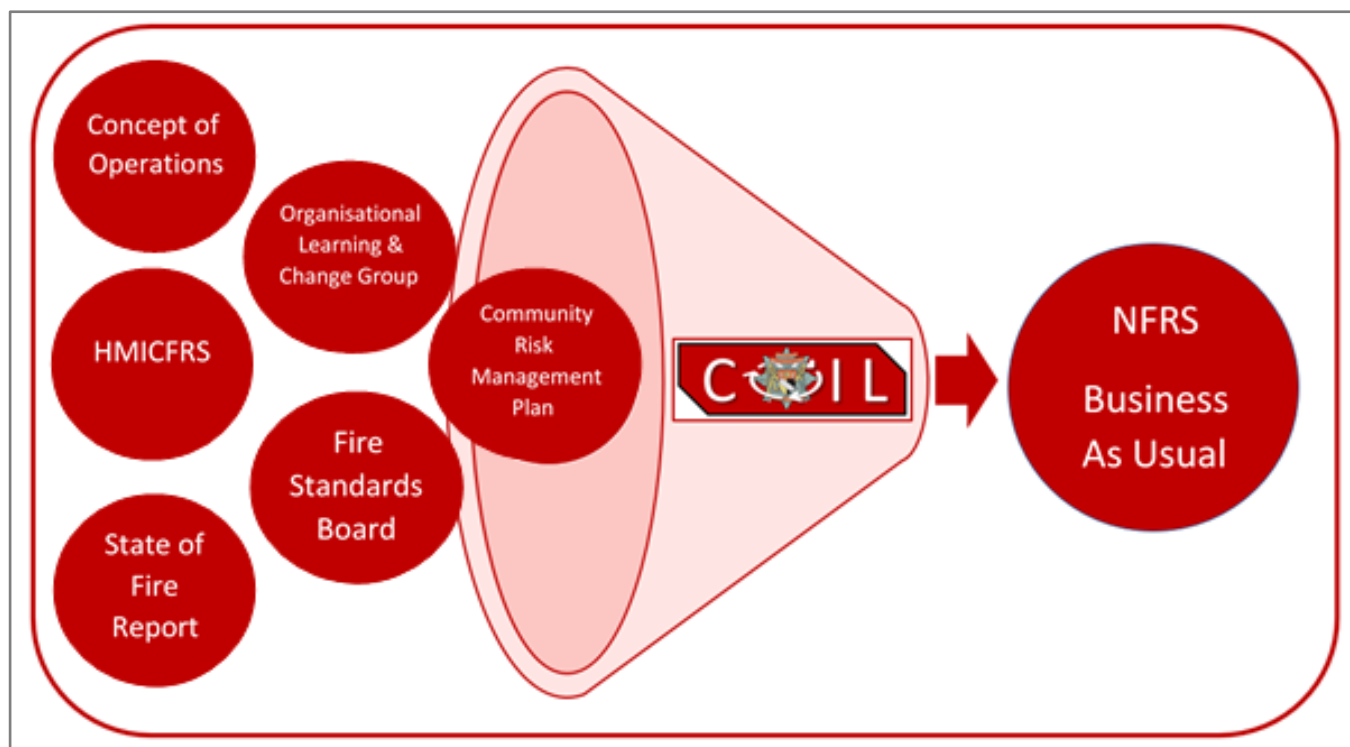 Concept of
Operations
Organisational
Learning &
Change Group
HMICFRS
Community
Risk
Management
Plan
Fire
Standards
Board
State of
Fire
Report
C IL
NFRS
Business
As Usual